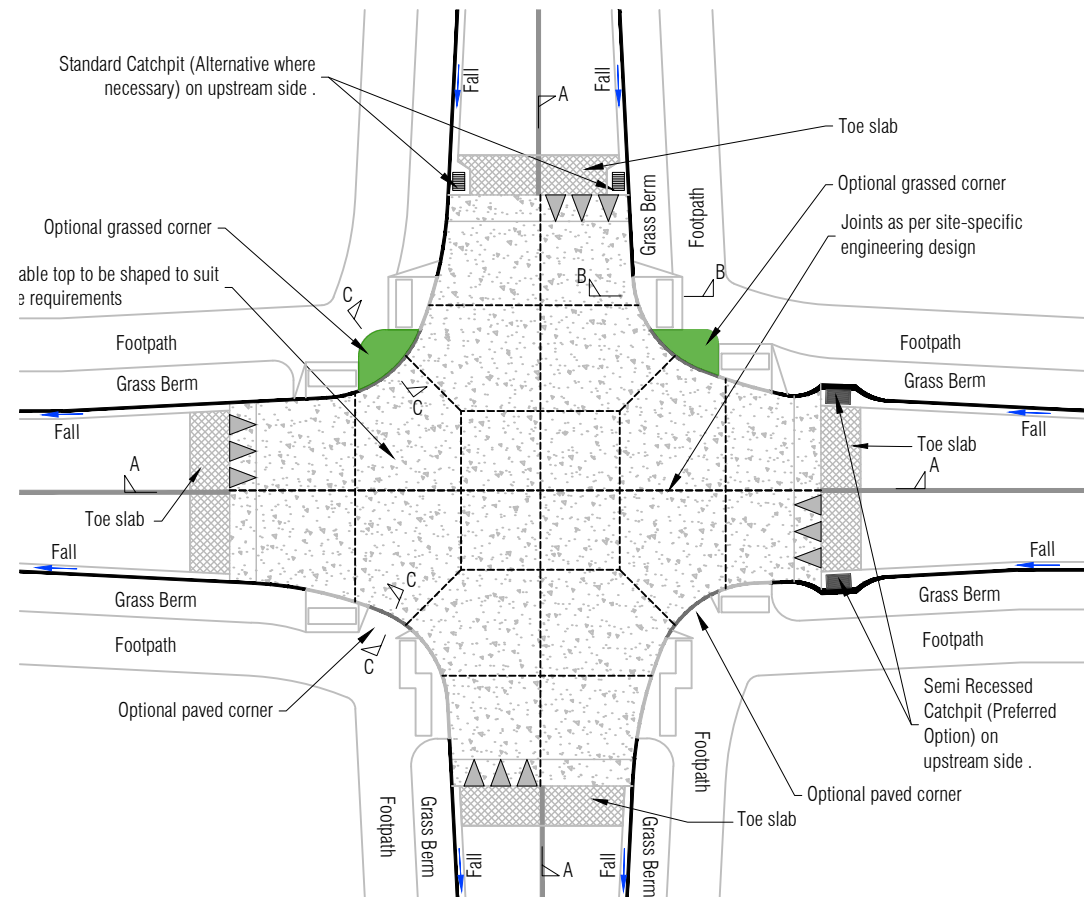 Standard Catchpit (Alternative where
necessary) on upstream side .
Fall
Fall
A
Toe slab
Optional grassed corner
Grass Berm
Footpath
Optional grassed corner
Joints as per site-specific
engineering design
able top to be shaped to suit
e requirements
C
B
B
Footpath
Footpath
Grass Berm
Grass Berm
C
Fall
Fall
Toe slab
A
A
Toe slab
Fall
Fall
Grass Berm
C
Grass Berm
Footpath
C
Footpath
Semi Recessed
Catchpit (Preferred
Option) on
upstream side .
Optional paved corner
Footpath
Optional paved corner
Footpath
Grass Berm
Toe slab
Grass Berm
Fall
Fall
A